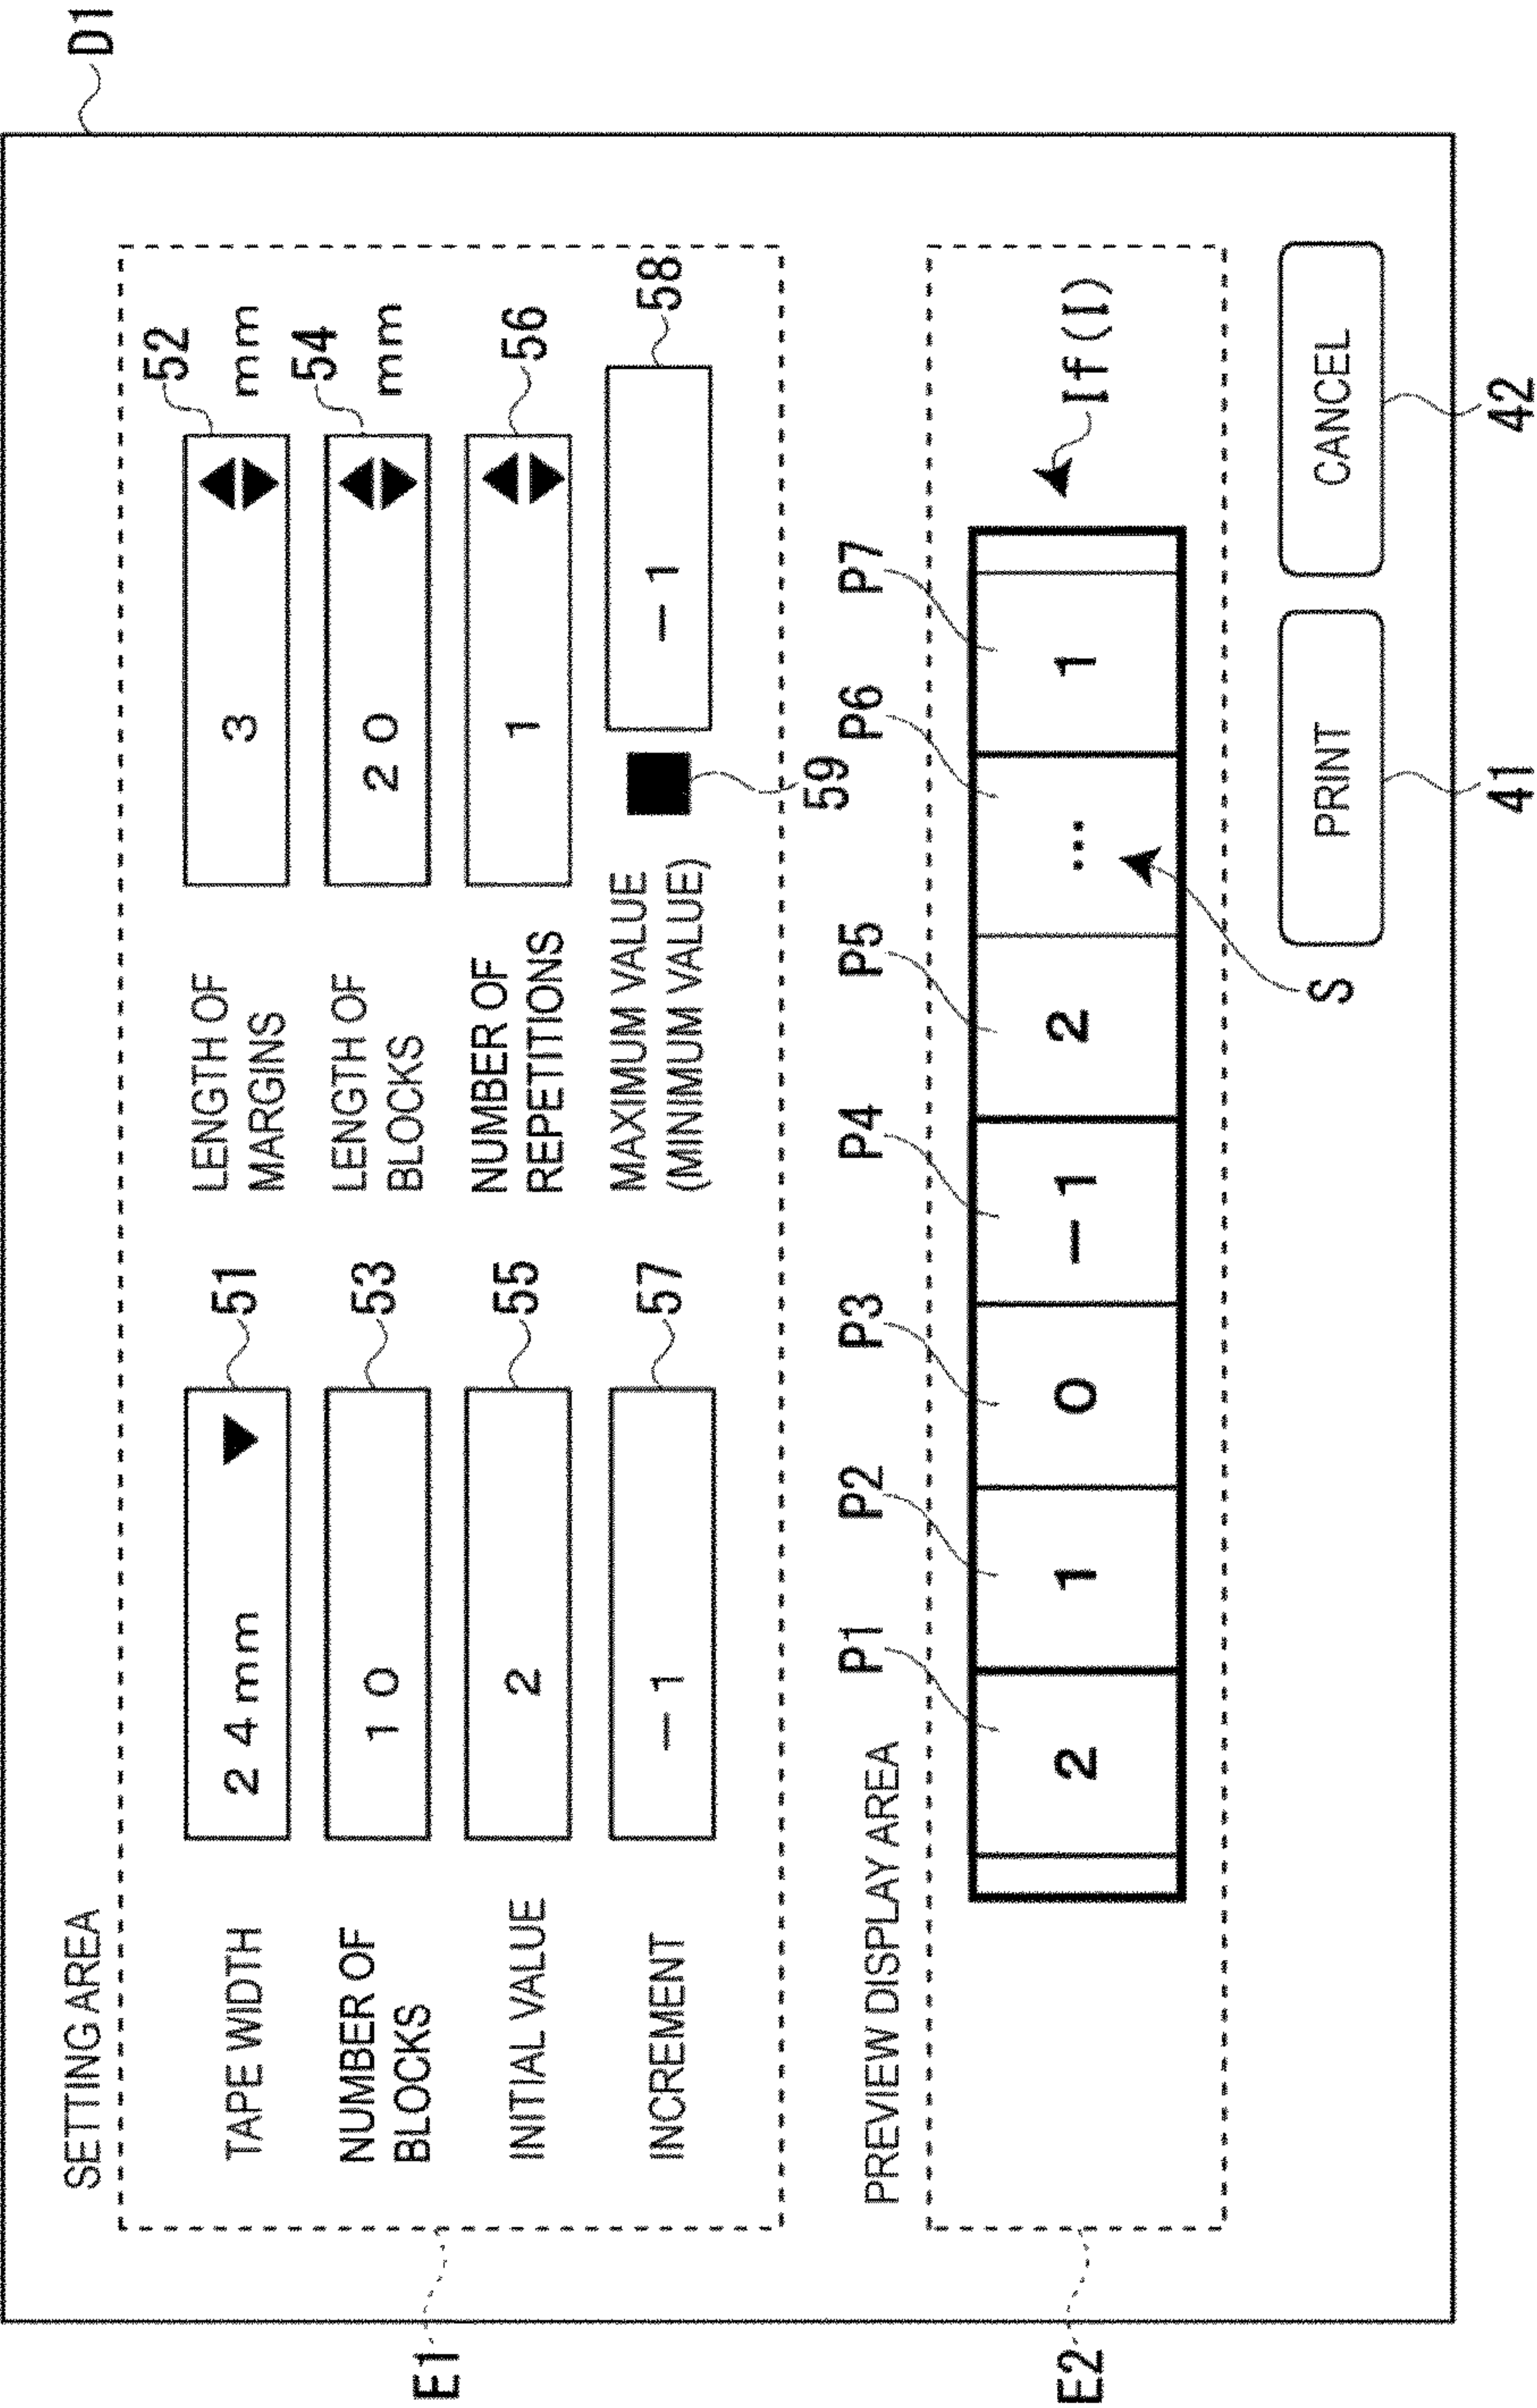 D1
SETTING AREA
TAPE WIDTH
24mm
51
LENGTH OF
MARGINS
3
52
mm
NUMBER OF
BLOCKS
10
53
LENGTH OF
BLOCKS
20
54
mm
INITIAL VALUE
2
55
NUMBER OF
REPETITIONS
1
56
INCREMENT
−1
57
MAXIMUM VALUE
(MINIMUM VALUE)
59
−1
58
E1
PREVIEW DISPLAY AREA
P1 P2 P3 P4 P5 P6 P7
2 1 0 −1 2 ... 1
If(I)
E2
S
PRINT
CANCEL
41
42